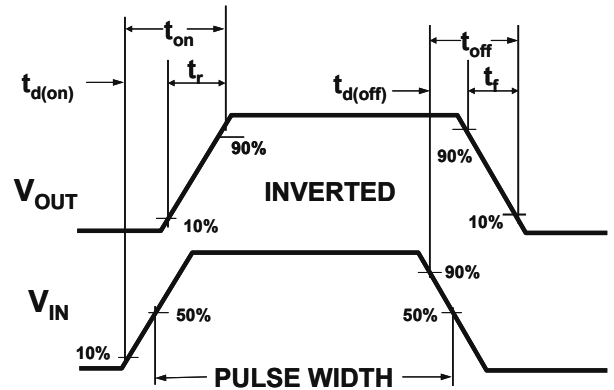 t_on
t_off
t_d(on)
t_r
t_d(off)
t_f
90%
90%
V_OUT
INVERTED
10%
10%
90%
V_IN
50%
50%
10%
PULSE WIDTH